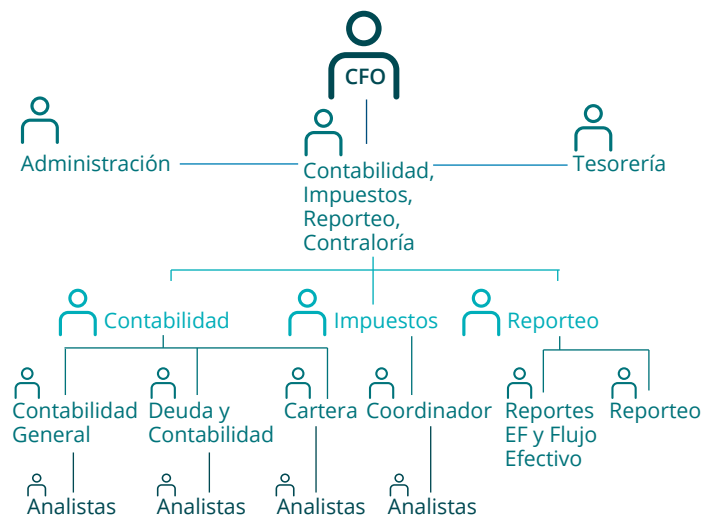 CFO
Administración
Contabilidad,
Impuestos,
Reporteo,
Contraloría
Tesorería
Contabilidad
Impuestos
Reporteo
Contabilidad
General
Deuda y
Contabilidad
Cartera
Coordinador
Reportes
EF y Flujo
Efectivo
Reporteo
Analistas
Analistas
Analistas
Analistas